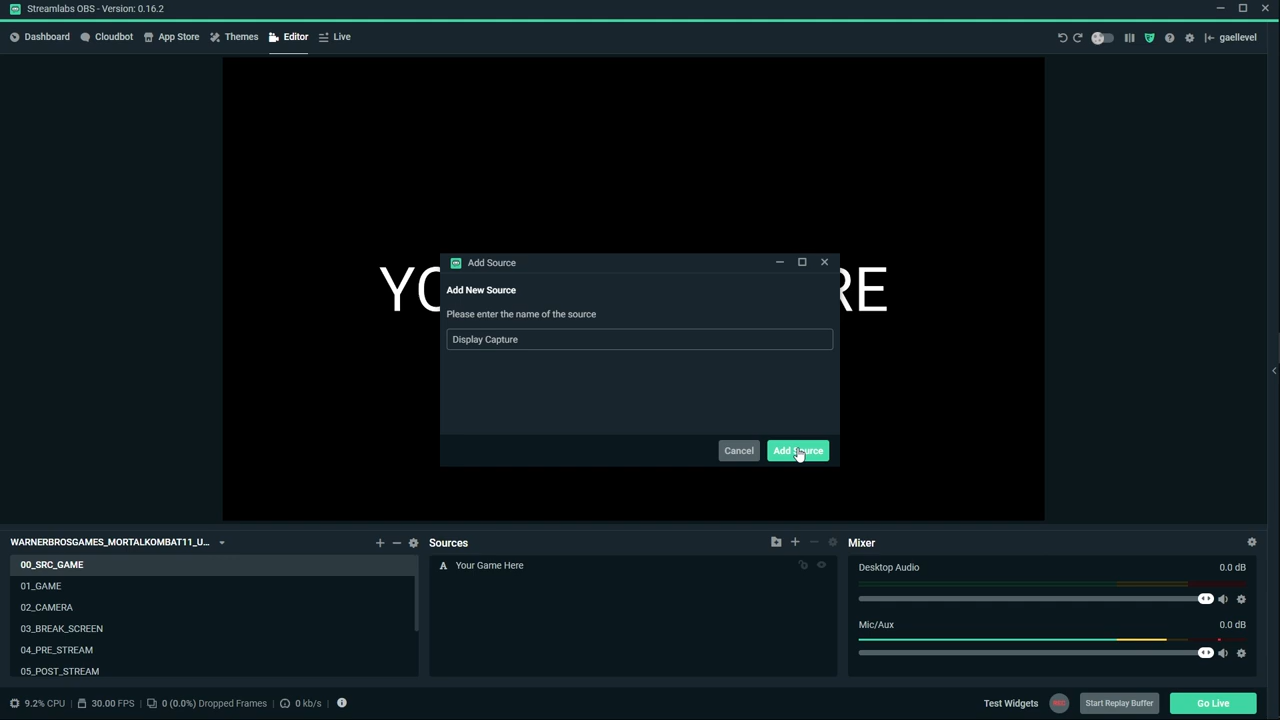 Streamlabs OBS - Version: 0.16.2
Dashboard Cloudbot App Store Themes Editor Live gaellevel
YO RE
Add Source
Add New Source
Please enter the name of the source
Display Capture
Cancel Add Source
WARNERBROSGAMES_MORTALKOMBAT11_U...
00_SRC_GAME
01_GAME
02_CAMERA
03_BREAK_SCREEN
04_PRE_STREAM
05_POST_STREAM
Sources
Your Game Here
Mixer
Desktop Audio 0.0 dB
Mic/Aux 0.0 dB
9.2% CPU 30.00 FPS 0 (0.0%) Dropped Frames 0 kb/s Test Widgets REC Start Replay Buffer Go Live